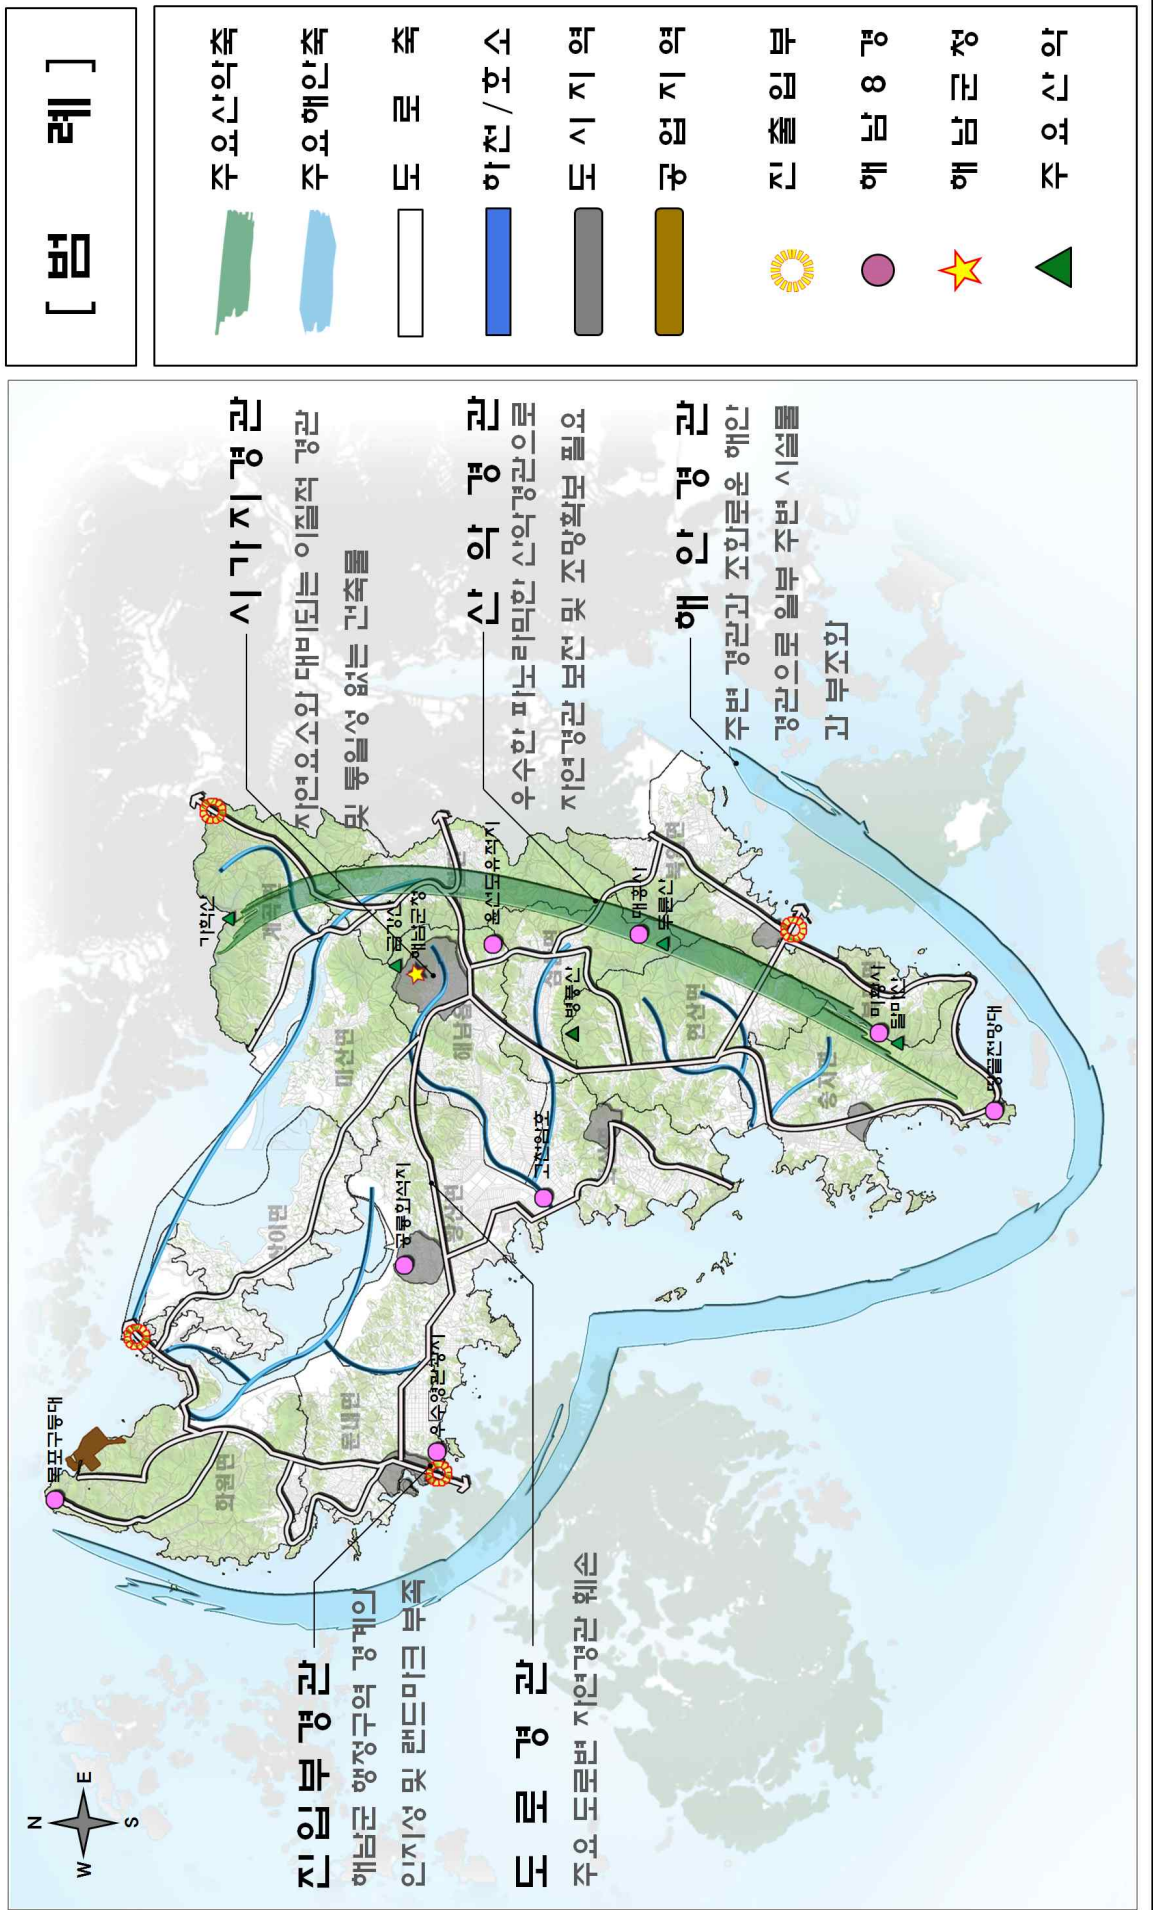 [ 범 례 ]
주요산악축
주요해안축
도 로 축
하천/호소
도시지역
공업지역
진출입부
해남8경
해남군청
주요산악
시가지경관
자연요소와 대비되는 이질적 경관
및 통일성 없는 건축물
산 악 경 관
우수한 파노라믹한 산악경관으로
자연경관 보전 및 조망확보 필요
해 안 경 관
주변 경관과 조화로운 해안
경관으로 일부 주변 시설물
과 부조화
진입부경관
해남군 행정구역 경계인
인지성 및 랜드마크 부족
도 로 경 관
주요 도로변 자연경관 훼손
N
E
S
W
목포구등대
화원면
문내면
우수영관광지
공룡화석지
황산면
산이면
마산면
고천암호
해남읍
해남군청
금강산
가학산
계곡면
윤선도유적지
병풍산
대흥사
두륜산
북일면
현산면
미황사
달마산
송지면
땅끝전망대